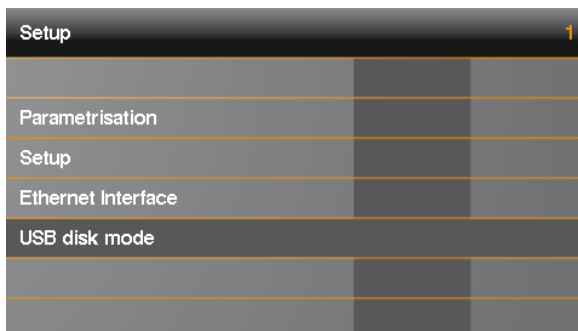 Setup 1
Parametrisation
Setup
Ethernet Interface
USB disk mode